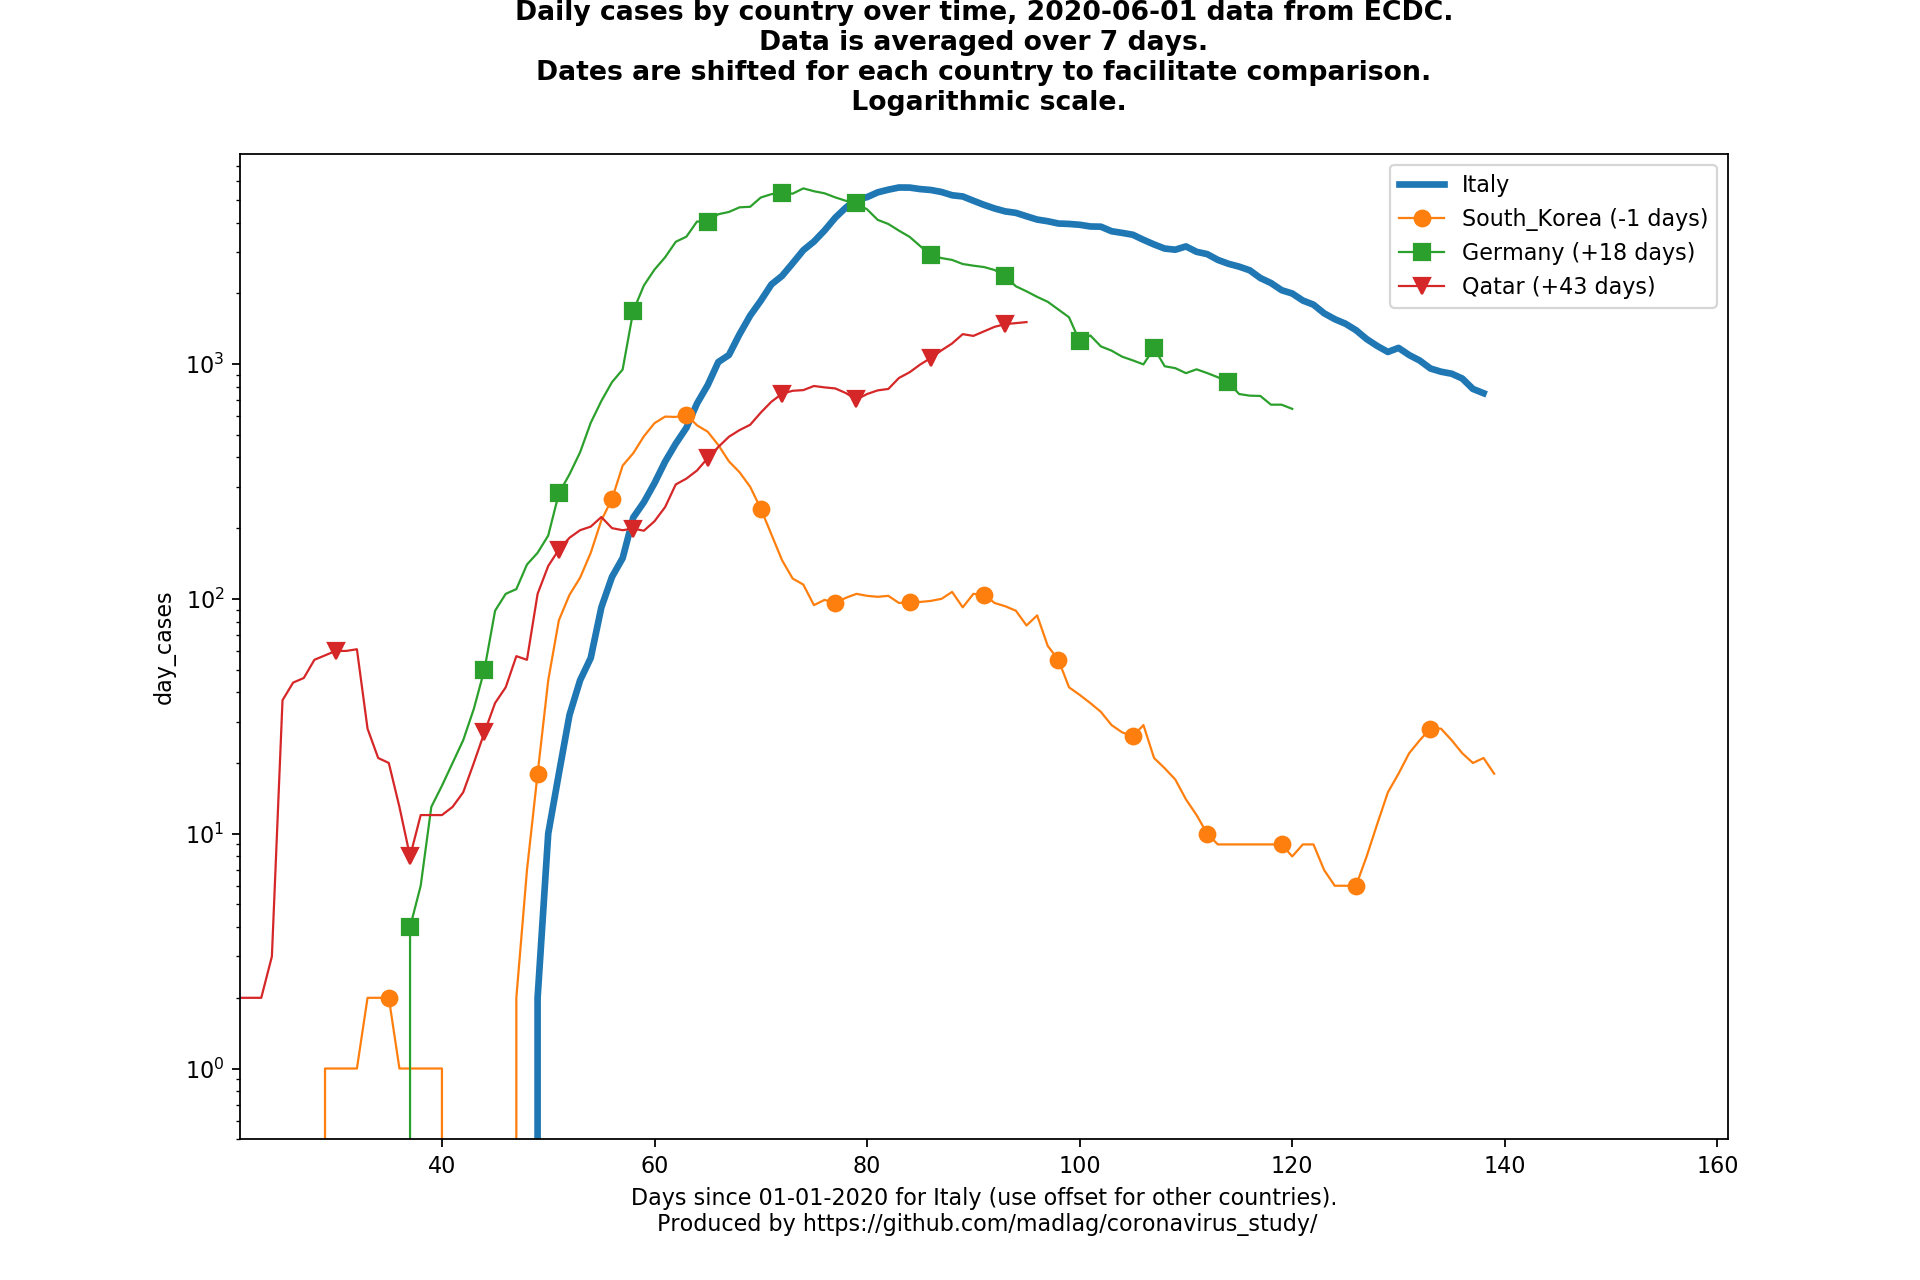 Daily cases by country over time, 2020-06-01 data from ECDC.
Data is averaged over 7 days.
Dates are shifted for each country to facilitate comparison.
Logarithmic scale.
Italy
South_Korea (-1 days)
Germany (+18 days)
Qatar (+43 days)
day_cases
10³
10²
10¹
10⁰
40 60 80 100 120 140 160
Days since 01-01-2020 for Italy (use offset for other countries).
Produced by https://github.com/madlag/coronavirus_study/